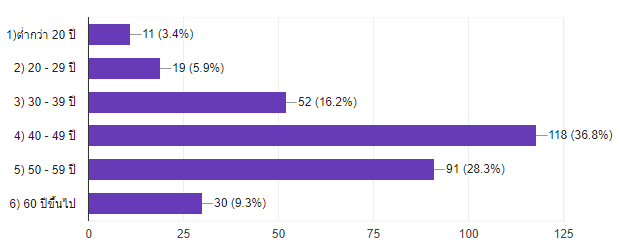 1)ต่ำกว่า 20 ปี 11 (3.4%)
2) 20 - 29 ปี 19 (5.9%)
3) 30 - 39 ปี 52 (16.2%)
4) 40 - 49 ปี 118 (36.8%)
5) 50 - 59 ปี 91 (28.3%)
6) 60 ปีขึ้นไป 30 (9.3%)
0 25 50 75 100 125